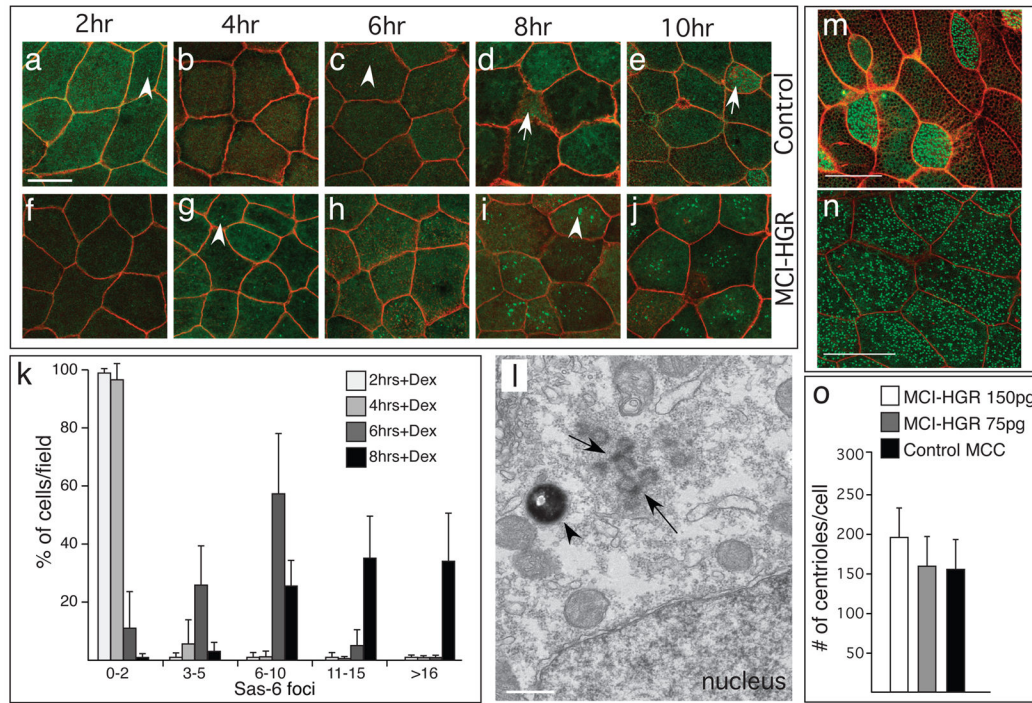 2hr 4hr 6hr 8hr 10hr
a b c d e Control
f g h i j MCI-HGR
m
n
k
% of cells/field
100
80
60
40
20
2hrs+Dex
4hrs+Dex
6hrs+Dex
8hrs+Dex
0-2 3-5 6-10 11-15 >16
Sas-6 foci
l
nucleus
o
MCI-HGR 150pg
MCI-HGR 75pg
Control MCC
# of centrioles/cell
300
250
200
150
100
50